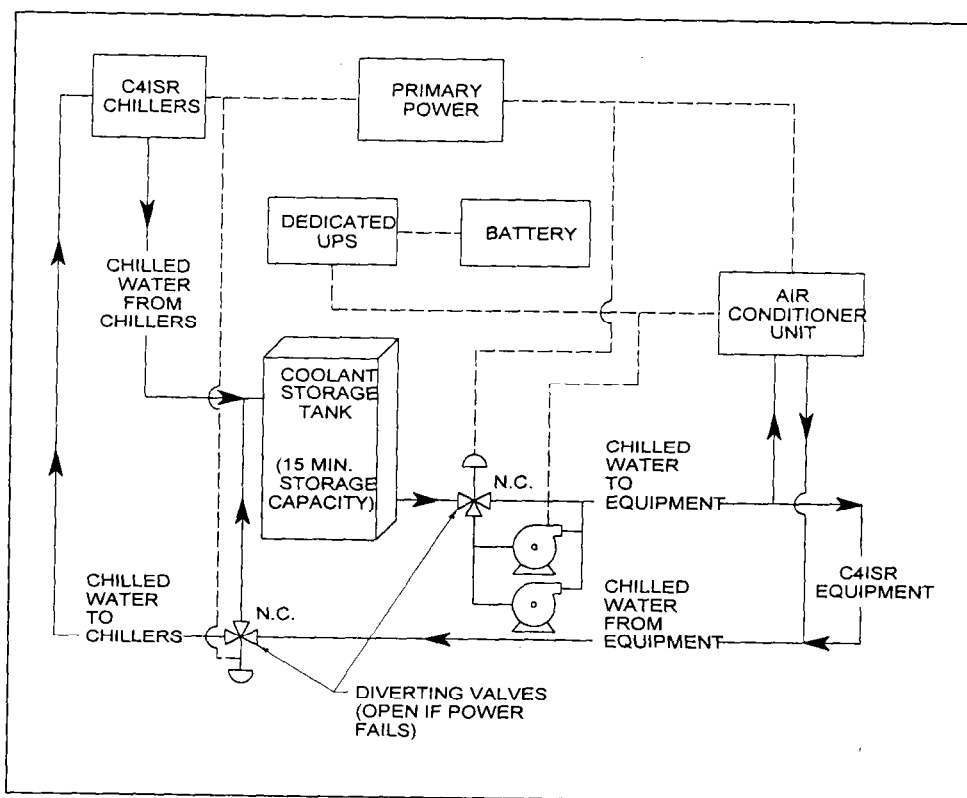 C4ISR
CHILLERS
PRIMARY
POWER
DEDICATED
UPS
BATTERY
CHILLED
WATER
FROM
CHILLERS
AIR
CONDITIONER
UNIT
COOLANT
STORAGE
TANK
(15 MIN.
STORAGE
CAPACITY)
N.C.
CHILLED
WATER
TO
EQUIPMENT
C4ISR
EQUIPMENT
CHILLED
WATER
TO
CHILLERS
N.C.
CHILLED
WATER
FROM
EQUIPMENT
DIVERTING VALVES
(OPEN IF POWER
FAILS)